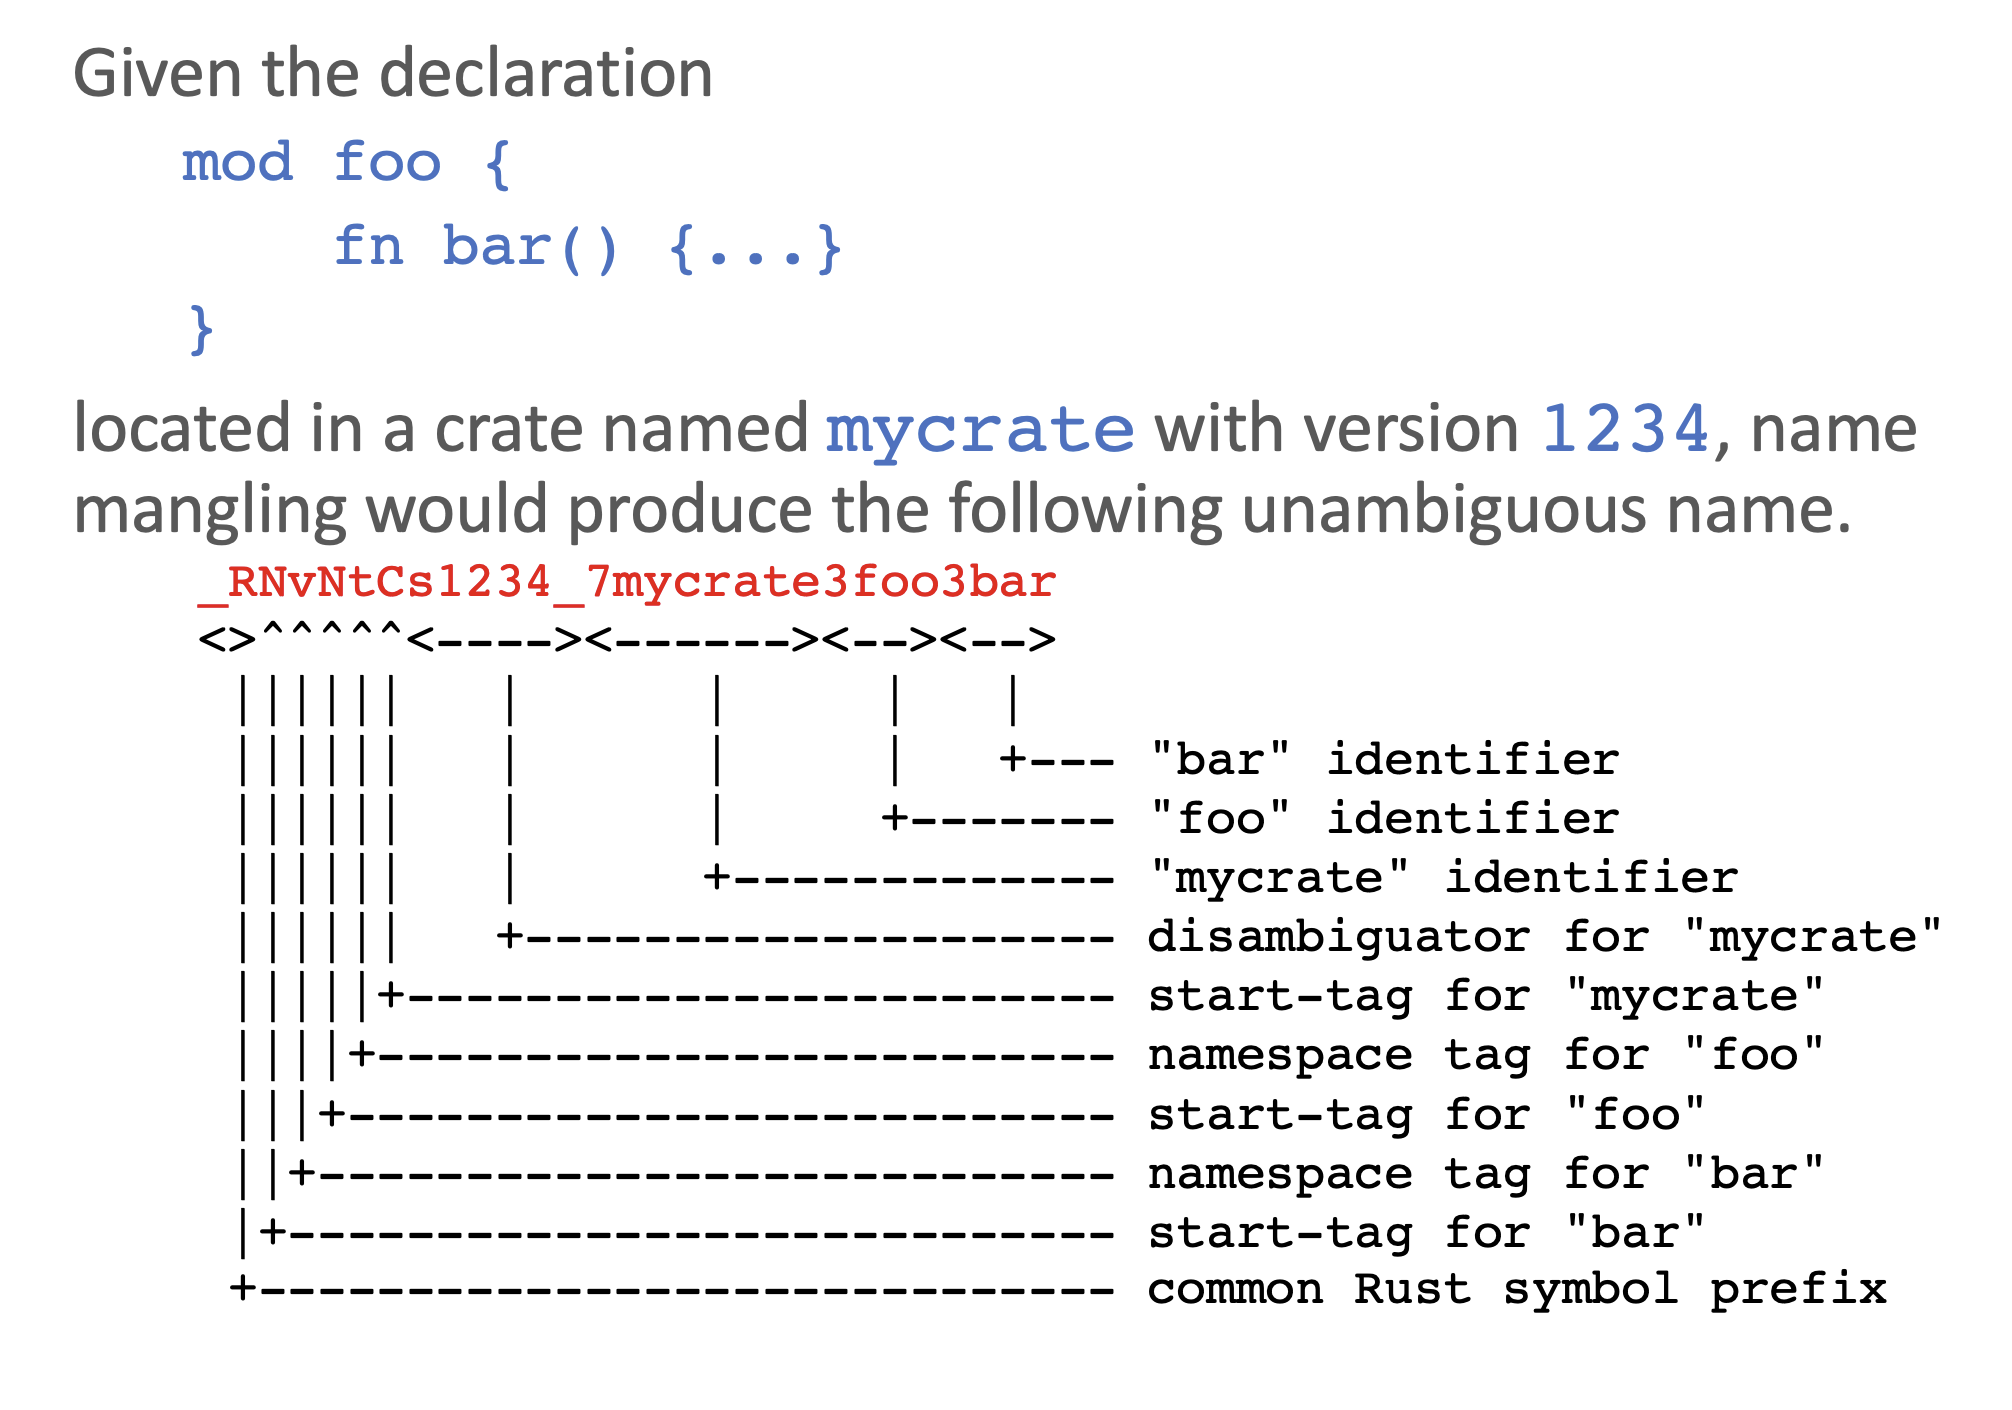 Given the declaration
mod foo {
    fn bar() {...}
}
located in a crate named mycrate with version 1234, name
mangling would produce the following unambiguous name.
_RNvNtCs1234_7mycrate3foo3bar
<>^^^^^<----><------><--><-->
 ||||||   |      |     |   |
 ||||||   |      |     |   +--- "bar" identifier
 ||||||   |      |     +------- "foo" identifier
 ||||||   |      +------------- "mycrate" identifier
 ||||||   +-------------------- disambiguator for "mycrate"
 |||||+------------------------ start-tag for "mycrate"
 ||||+------------------------- namespace tag for "foo"
 |||+-------------------------- start-tag for "foo"
 ||+--------------------------- namespace tag for "bar"
 |+---------------------------- start-tag for "bar"
 +----------------------------- common Rust symbol prefix